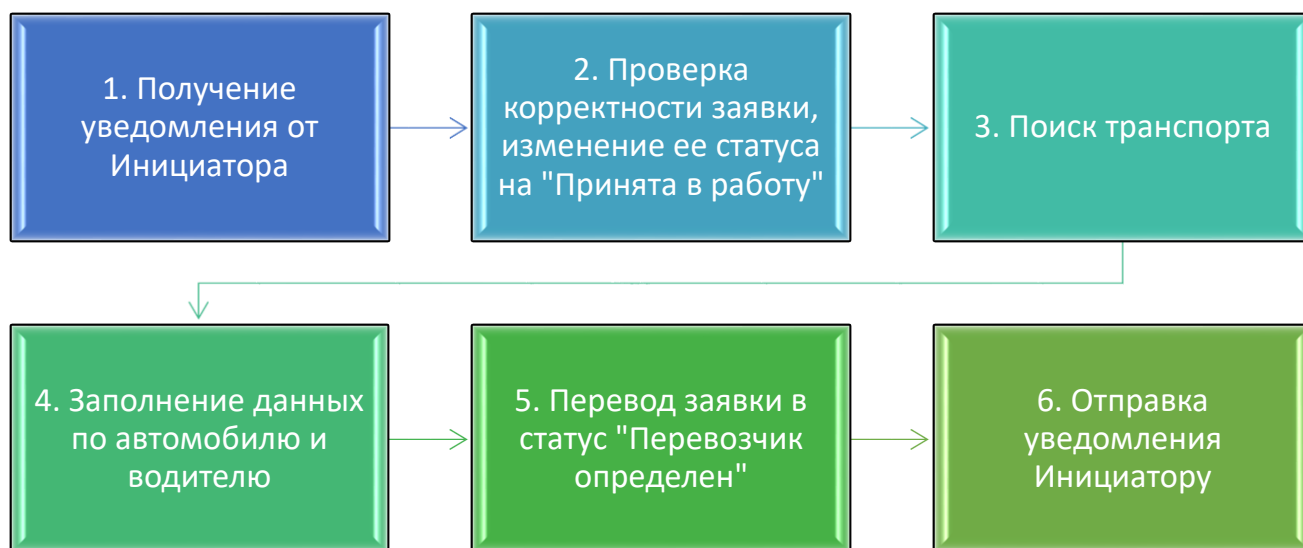 1. Получение
уведомления от
Инициатора
2. Проверка
корректности заявки,
изменение ее статуса
на "Принята в работу"
3. Поиск транспорта
4. Заполнение данных
по автомобилю и
водителю
5. Перевод заявки в
статус "Перевозчик
определен"
6. Отправка
уведомления
Инициатору